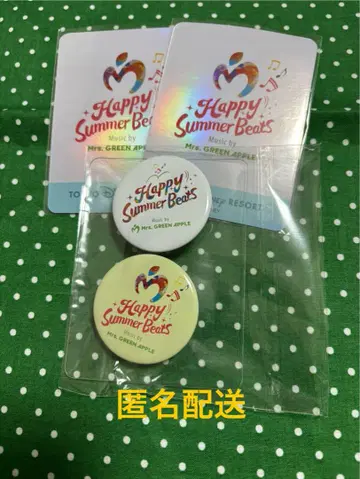 Happy
Summer Beats
Music by
Mrs. GREEN APPLE
Happy
Summer Beats
Music by
Mrs. GREEN APPLE
TOKYO
RESORT
Happy
Summer Beats
Music by
Mrs. GREEN APPLE
Happy
Summer Beats
Music by
Mrs. GREEN APPLE
匿名配送